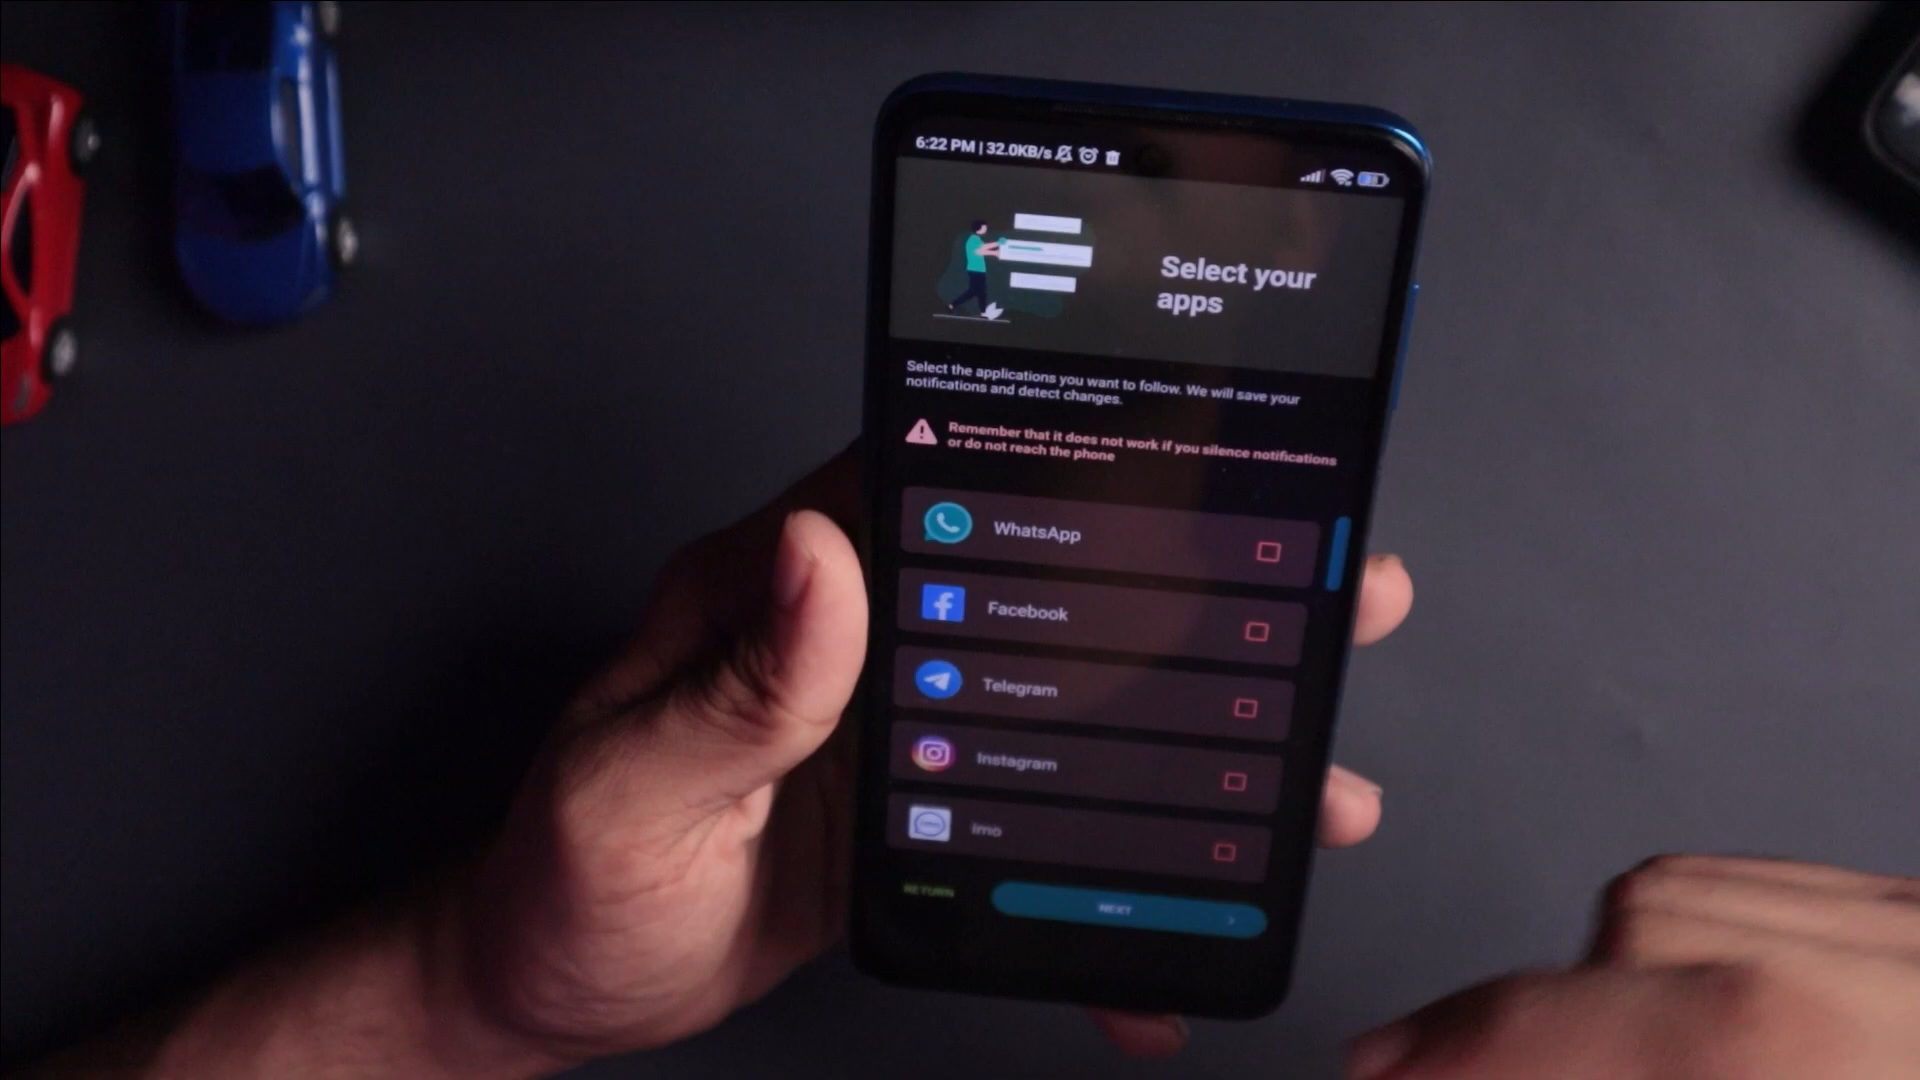 6:22 PM | 32.0KB/s
Select your
apps
Select the applications you want to follow. We will save your
notifications and detect changes.
Remember that it does not work if you silence notifications
or do not reach the phone
WhatsApp
Facebook
Telegram
Instagram
imo
RETURN
NEXT